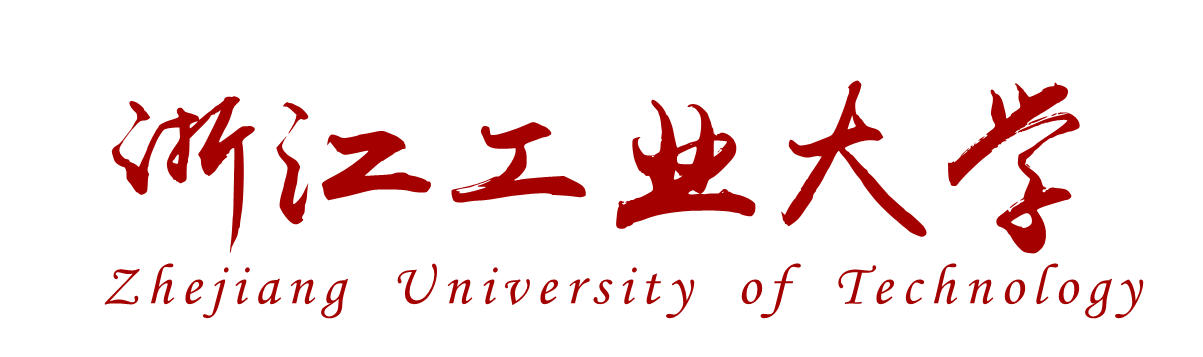 浙江工业大学
Zhejiang University of Technology